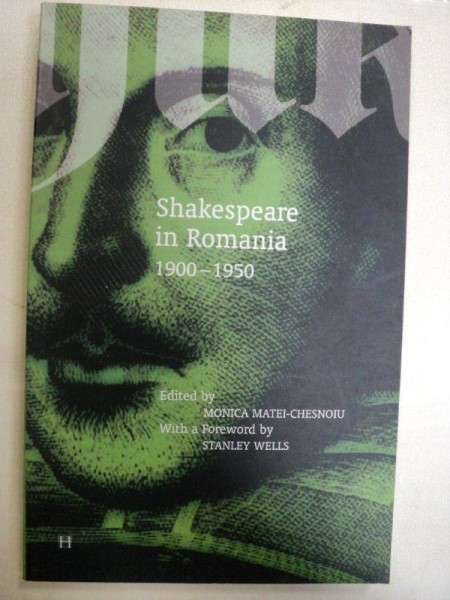 Shakespeare
in Romania
1900 – 1950
Edited by
MONICA MATEI-CHESNOIU
With a Foreword by
STANLEY WELLS
H